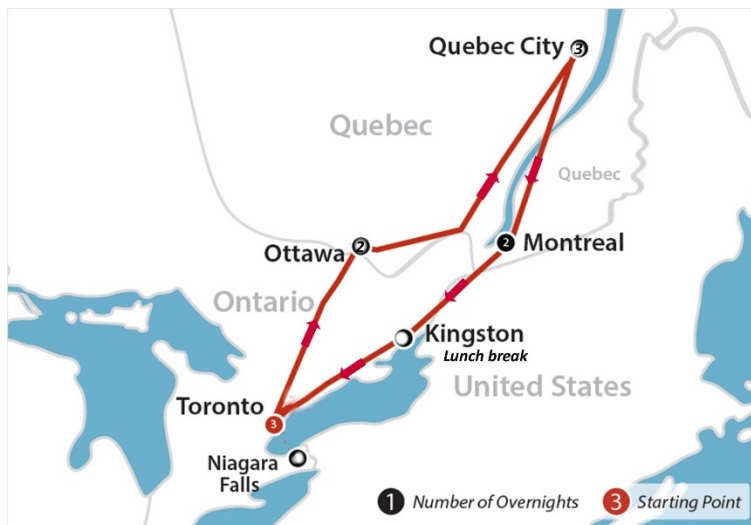 Quebec City 3
Quebec
Quebec
Ottawa 2
2 Montreal
Ontario
Kingston
Lunch break
United States
Toronto
3
Niagara
Falls
1 Number of Overnights 3 Starting Point